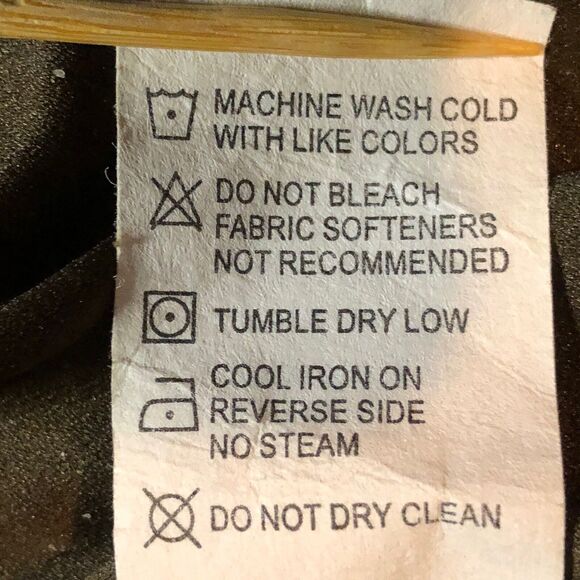 MACHINE WASH COLD
WITH LIKE COLORS
DO NOT BLEACH
FABRIC SOFTENERS
NOT RECOMMENDED
TUMBLE DRY LOW
COOL IRON ON
REVERSE SIDE
NO STEAM
DO NOT DRY CLEAN